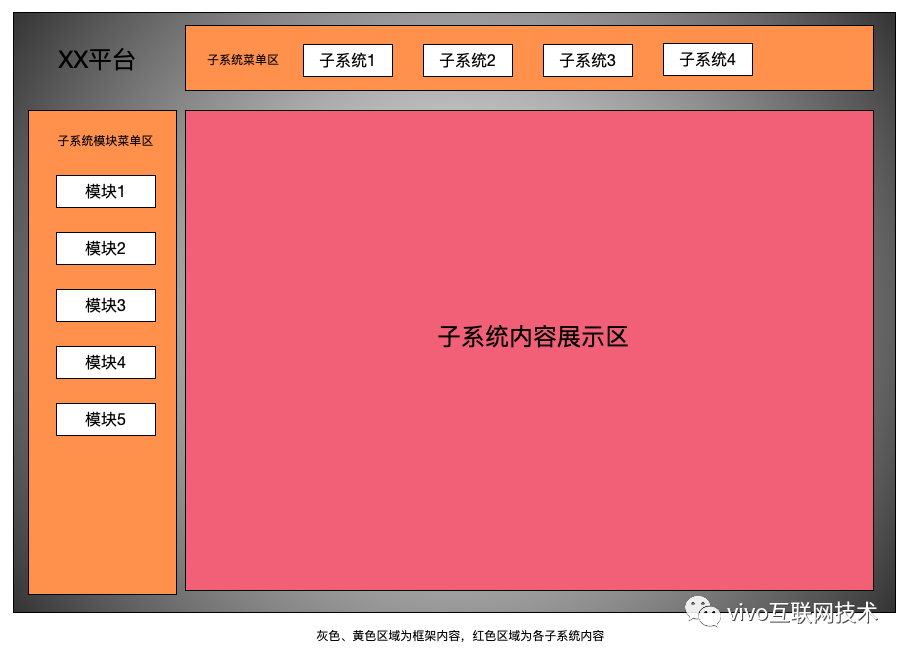 XX平台
子系统菜单区
子系统1
子系统2
子系统3
子系统4
子系统模块菜单区
模块1
模块2
模块3
模块4
模块5
子系统内容展示区
vivo互联网技术
灰色、黄色区域为框架内容，红色区域为各子系统内容